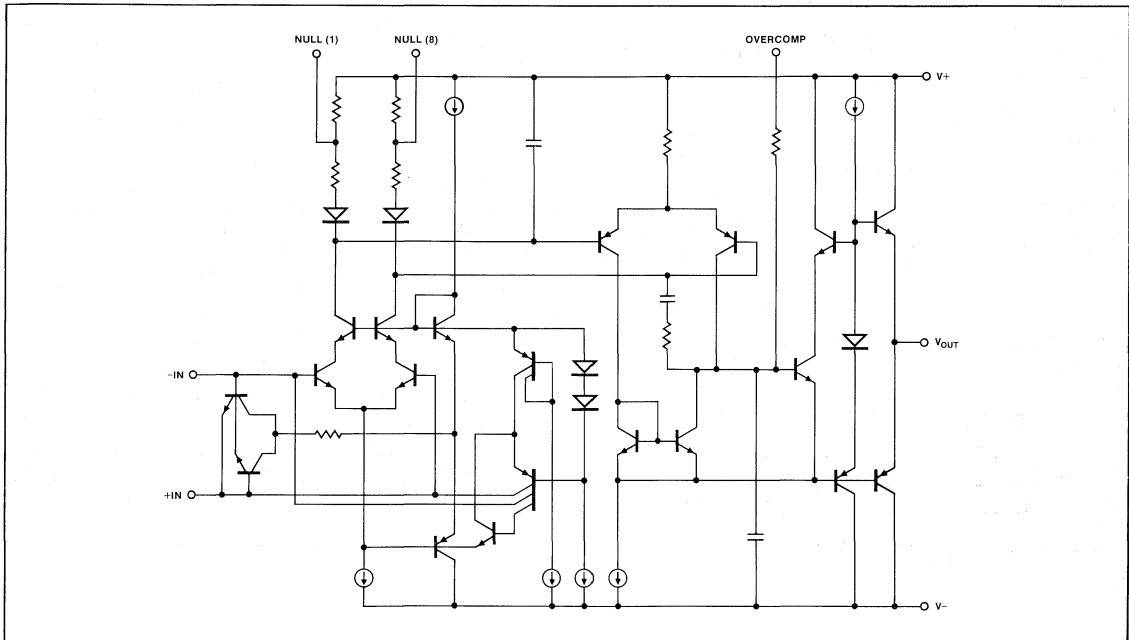 NULL (1)
NULL (8)
OVERCOMP
V+
–IN
VOUT
+IN
V–